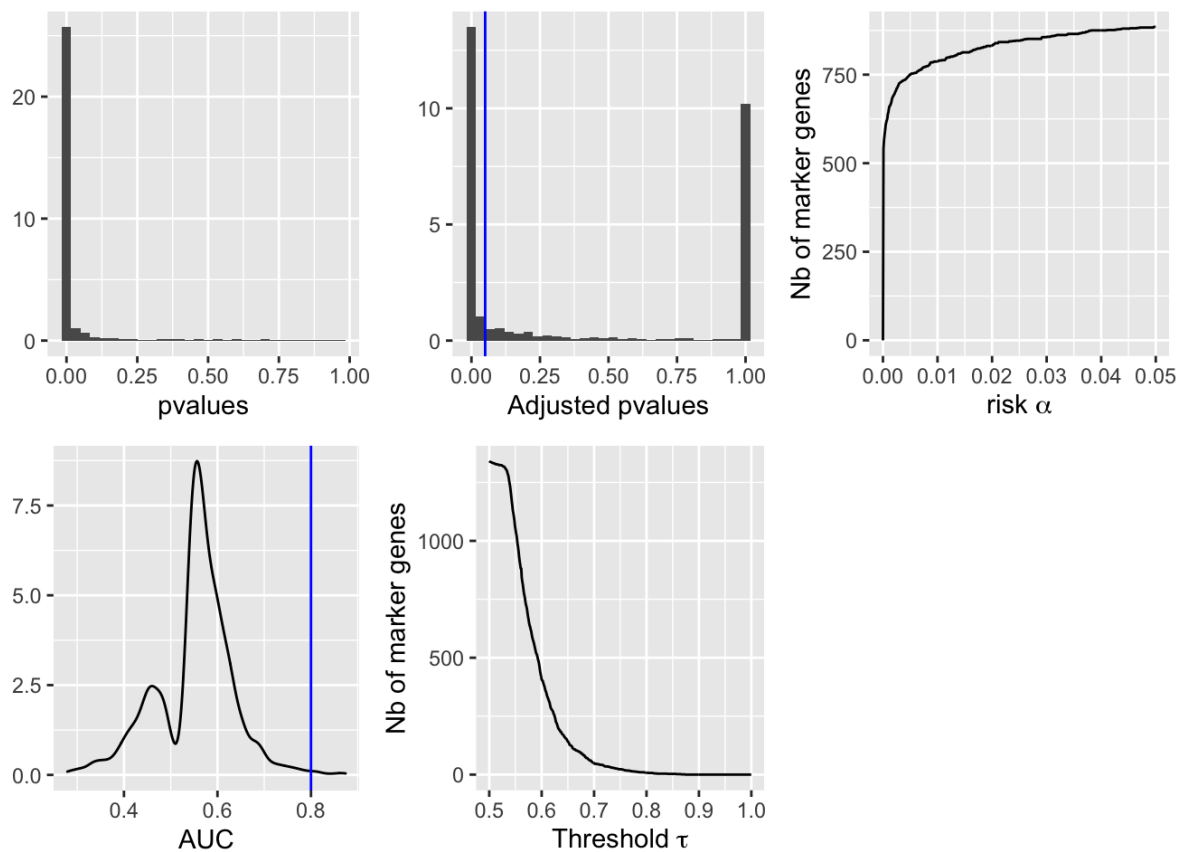 20
10
0
0.00 0.25 0.50 0.75 1.00
pvalues
10
5
0
0.00 0.25 0.50 0.75 1.00
Adjusted pvalues
Nb of marker genes
750
500
250
0
0.00 0.01 0.02 0.03 0.04 0.05
risk α
7.5
5.0
2.5
0.0
0.4 0.6 0.8
AUC
Nb of marker genes
1000
500
0
0.5 0.6 0.7 0.8 0.9 1.0
Threshold τ